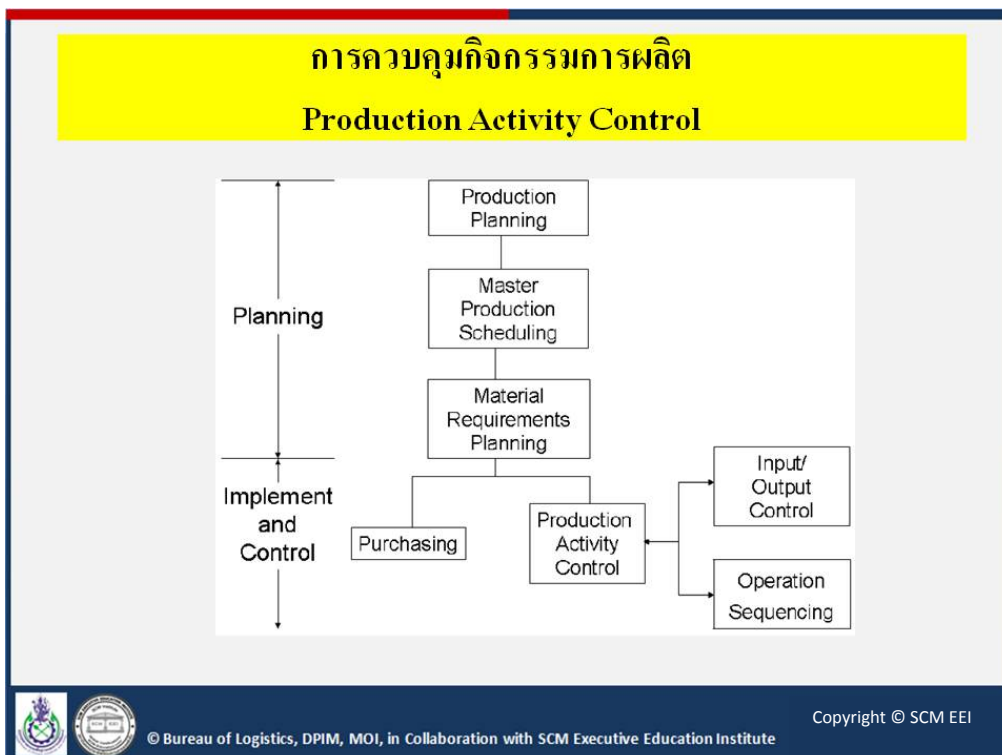 การควบคุมกิจกรรมการผลิต
Production Activity Control
Production
Planning
Planning
Master
Production
Scheduling
Material
Requirements
Planning
Implement
and
Control
Purchasing
Production
Activity
Control
Input/
Output
Control
Operation
Sequencing
SCM EEI
© Bureau of Logistics, DPIM, MOI, in Collaboration with SCM Executive Education Institute
Copyright © SCM EEI